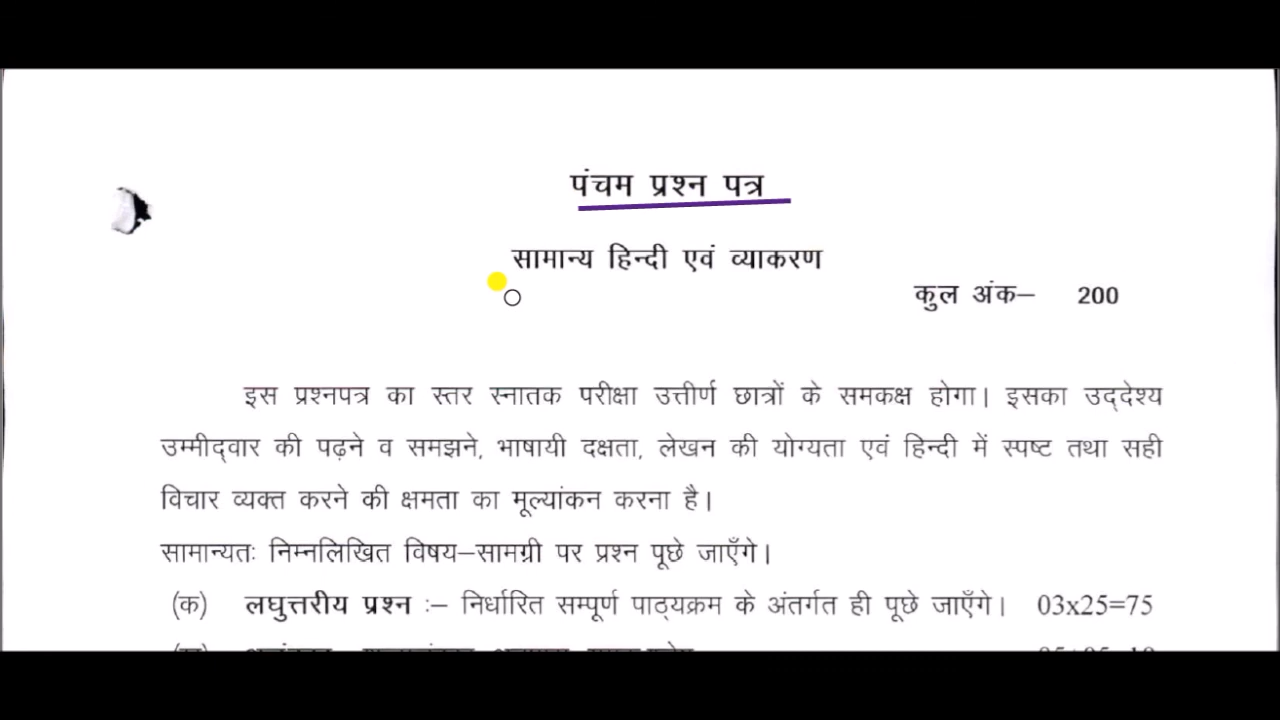 पंचम प्रश्न पत्र
सामान्य हिन्दी एवं व्याकरण
कुल अंक– 200
इस प्रश्नपत्र का स्तर स्नातक परीक्षा उत्तीर्ण छात्रों के समकक्ष होगा। इसका उद्देश्य
उम्मीद्वार की पढ़ने व समझने, भाषायी दक्षता, लेखन की योग्यता एवं हिन्दी में स्पष्ट तथा सही
विचार व्यक्त करने की क्षमता का मूल्यांकन करना है।
सामान्यतः निम्नलिखित विषय–सामग्री पर प्रश्न पूछे जाएँगे।
(क) लघुत्तरीय प्रश्न :– निर्धारित सम्पूर्ण पाठ्यक्रम के अंतर्गत ही पूछे जाएँगे। 03x25=75